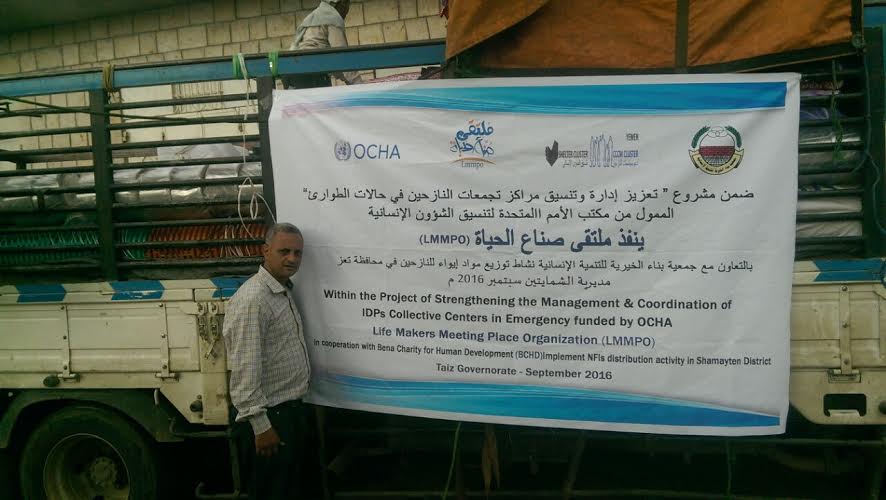 OCHA
ملتقى صناع الحياة
Lmmpo
SHELTER CLUSTER
YEMEN
CCCM CLUSTER
ضمن مشروع " تعزيز إدارة وتنسيق مراكز تجمعات النازحين في حالات الطوارئ"
الممول من مكتب الأمم االمتحدة لتنسيق الشؤون الإنسانية
ينفذ ملتقى صناع الحياة (LMMPO)
بالتعاون مع جمعية بناء الخيرية للتنمية الإنسانية نشاط توزيع مواد إيواء للنازحين في محافظة تعز
مديرية الشمايتين سبتمبر 2016 م
Within the Project of Strengthening the Management & Coordination of
IDPs Collective Centers in Emergency funded by OCHA
Life Makers Meeting Place Organization (LMMPO)
in cooperation with Bena Charity for Human Development (BCHD)implement NFIs distribution activity in Shamayten District
Taiz Governorate - September 2016